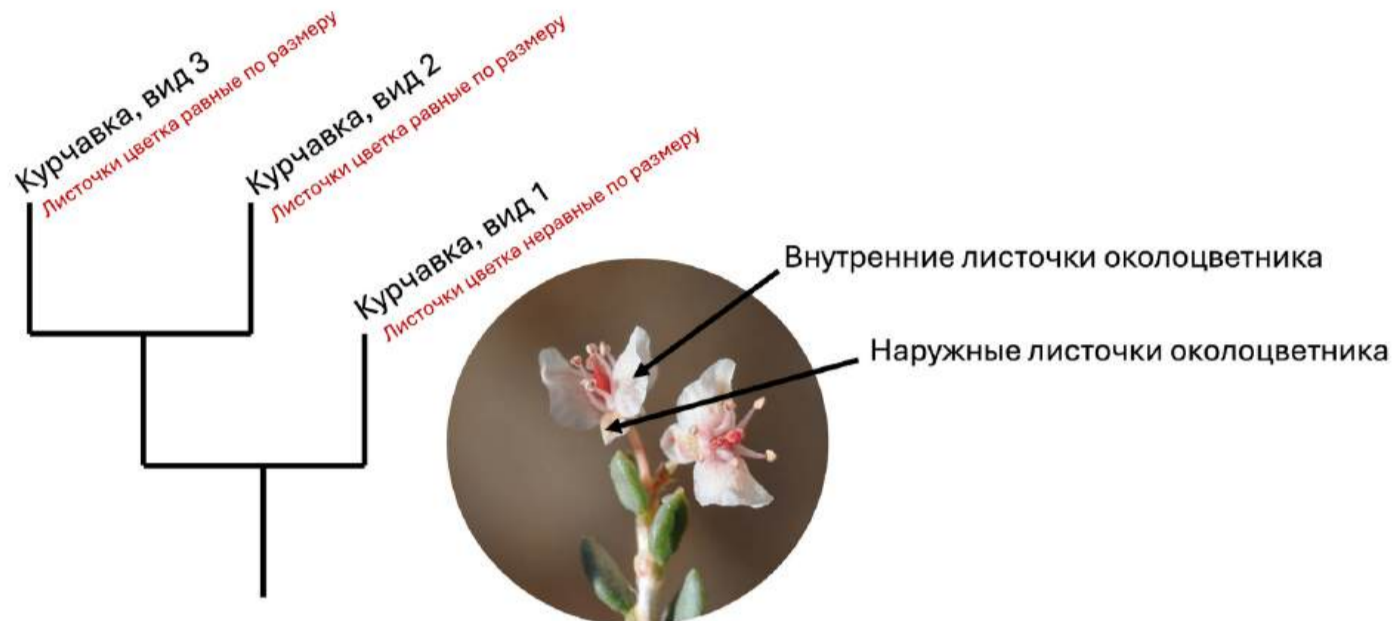 Курчавка, вид 3
Листочки цветка равные по размеру
Курчавка, вид 2
Листочки цветка равные по размеру
Курчавка, вид 1
Листочки цветка неравные по размеру
Внутренние листочки околоцветника
Наружные листочки околоцветника